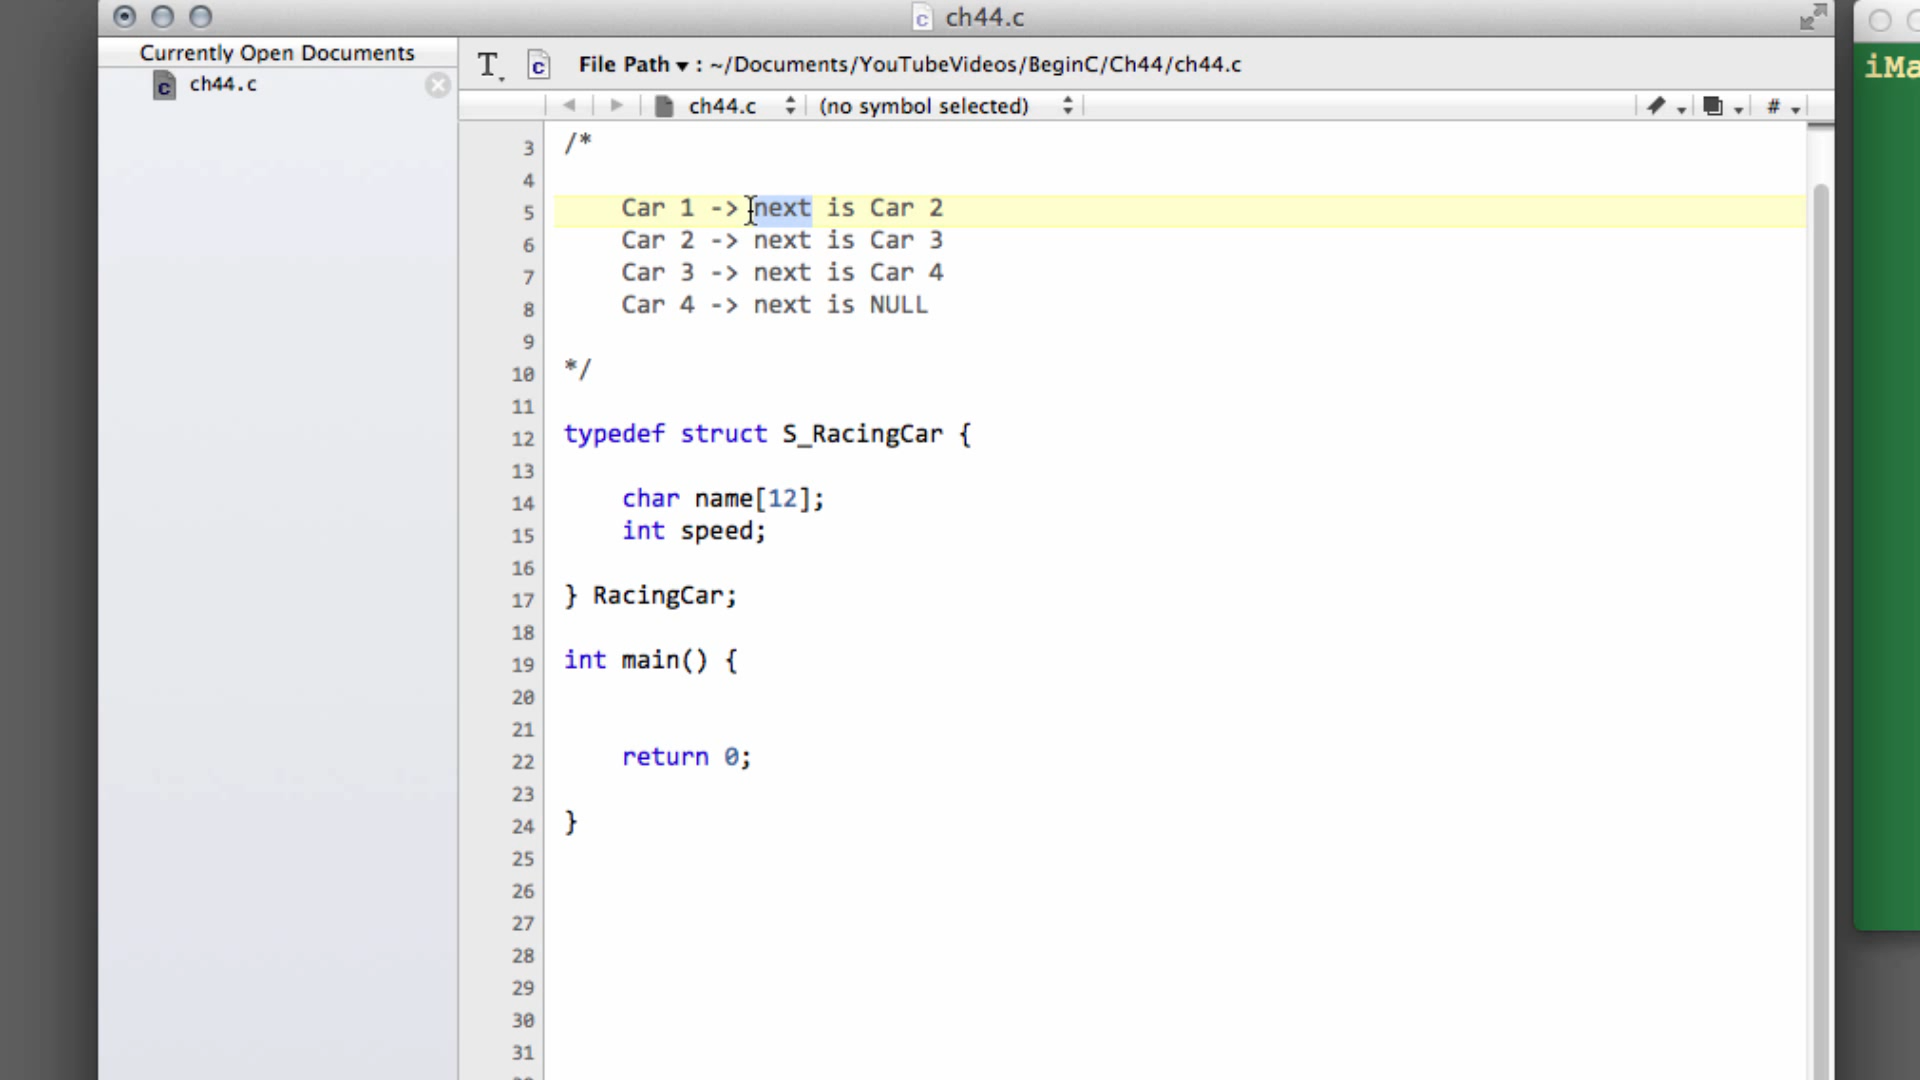 ch44.c
Currently Open Documents
ch44.c
T. File Path ▾ : ~/Documents/YouTubeVideos/BeginC/Ch44/ch44.c
ch44.c (no symbol selected) #
3 /*
4
5 Car 1 -> next is Car 2
6 Car 2 -> next is Car 3
7 Car 3 -> next is Car 4
8 Car 4 -> next is NULL
9
10 */
11
12 typedef struct S_RacingCar {
13
14 char name[12];
15 int speed;
16
17 } RacingCar;
18
19 int main() {
20
21
22 return 0;
23
24 }
25
26
27
28
29
30
31